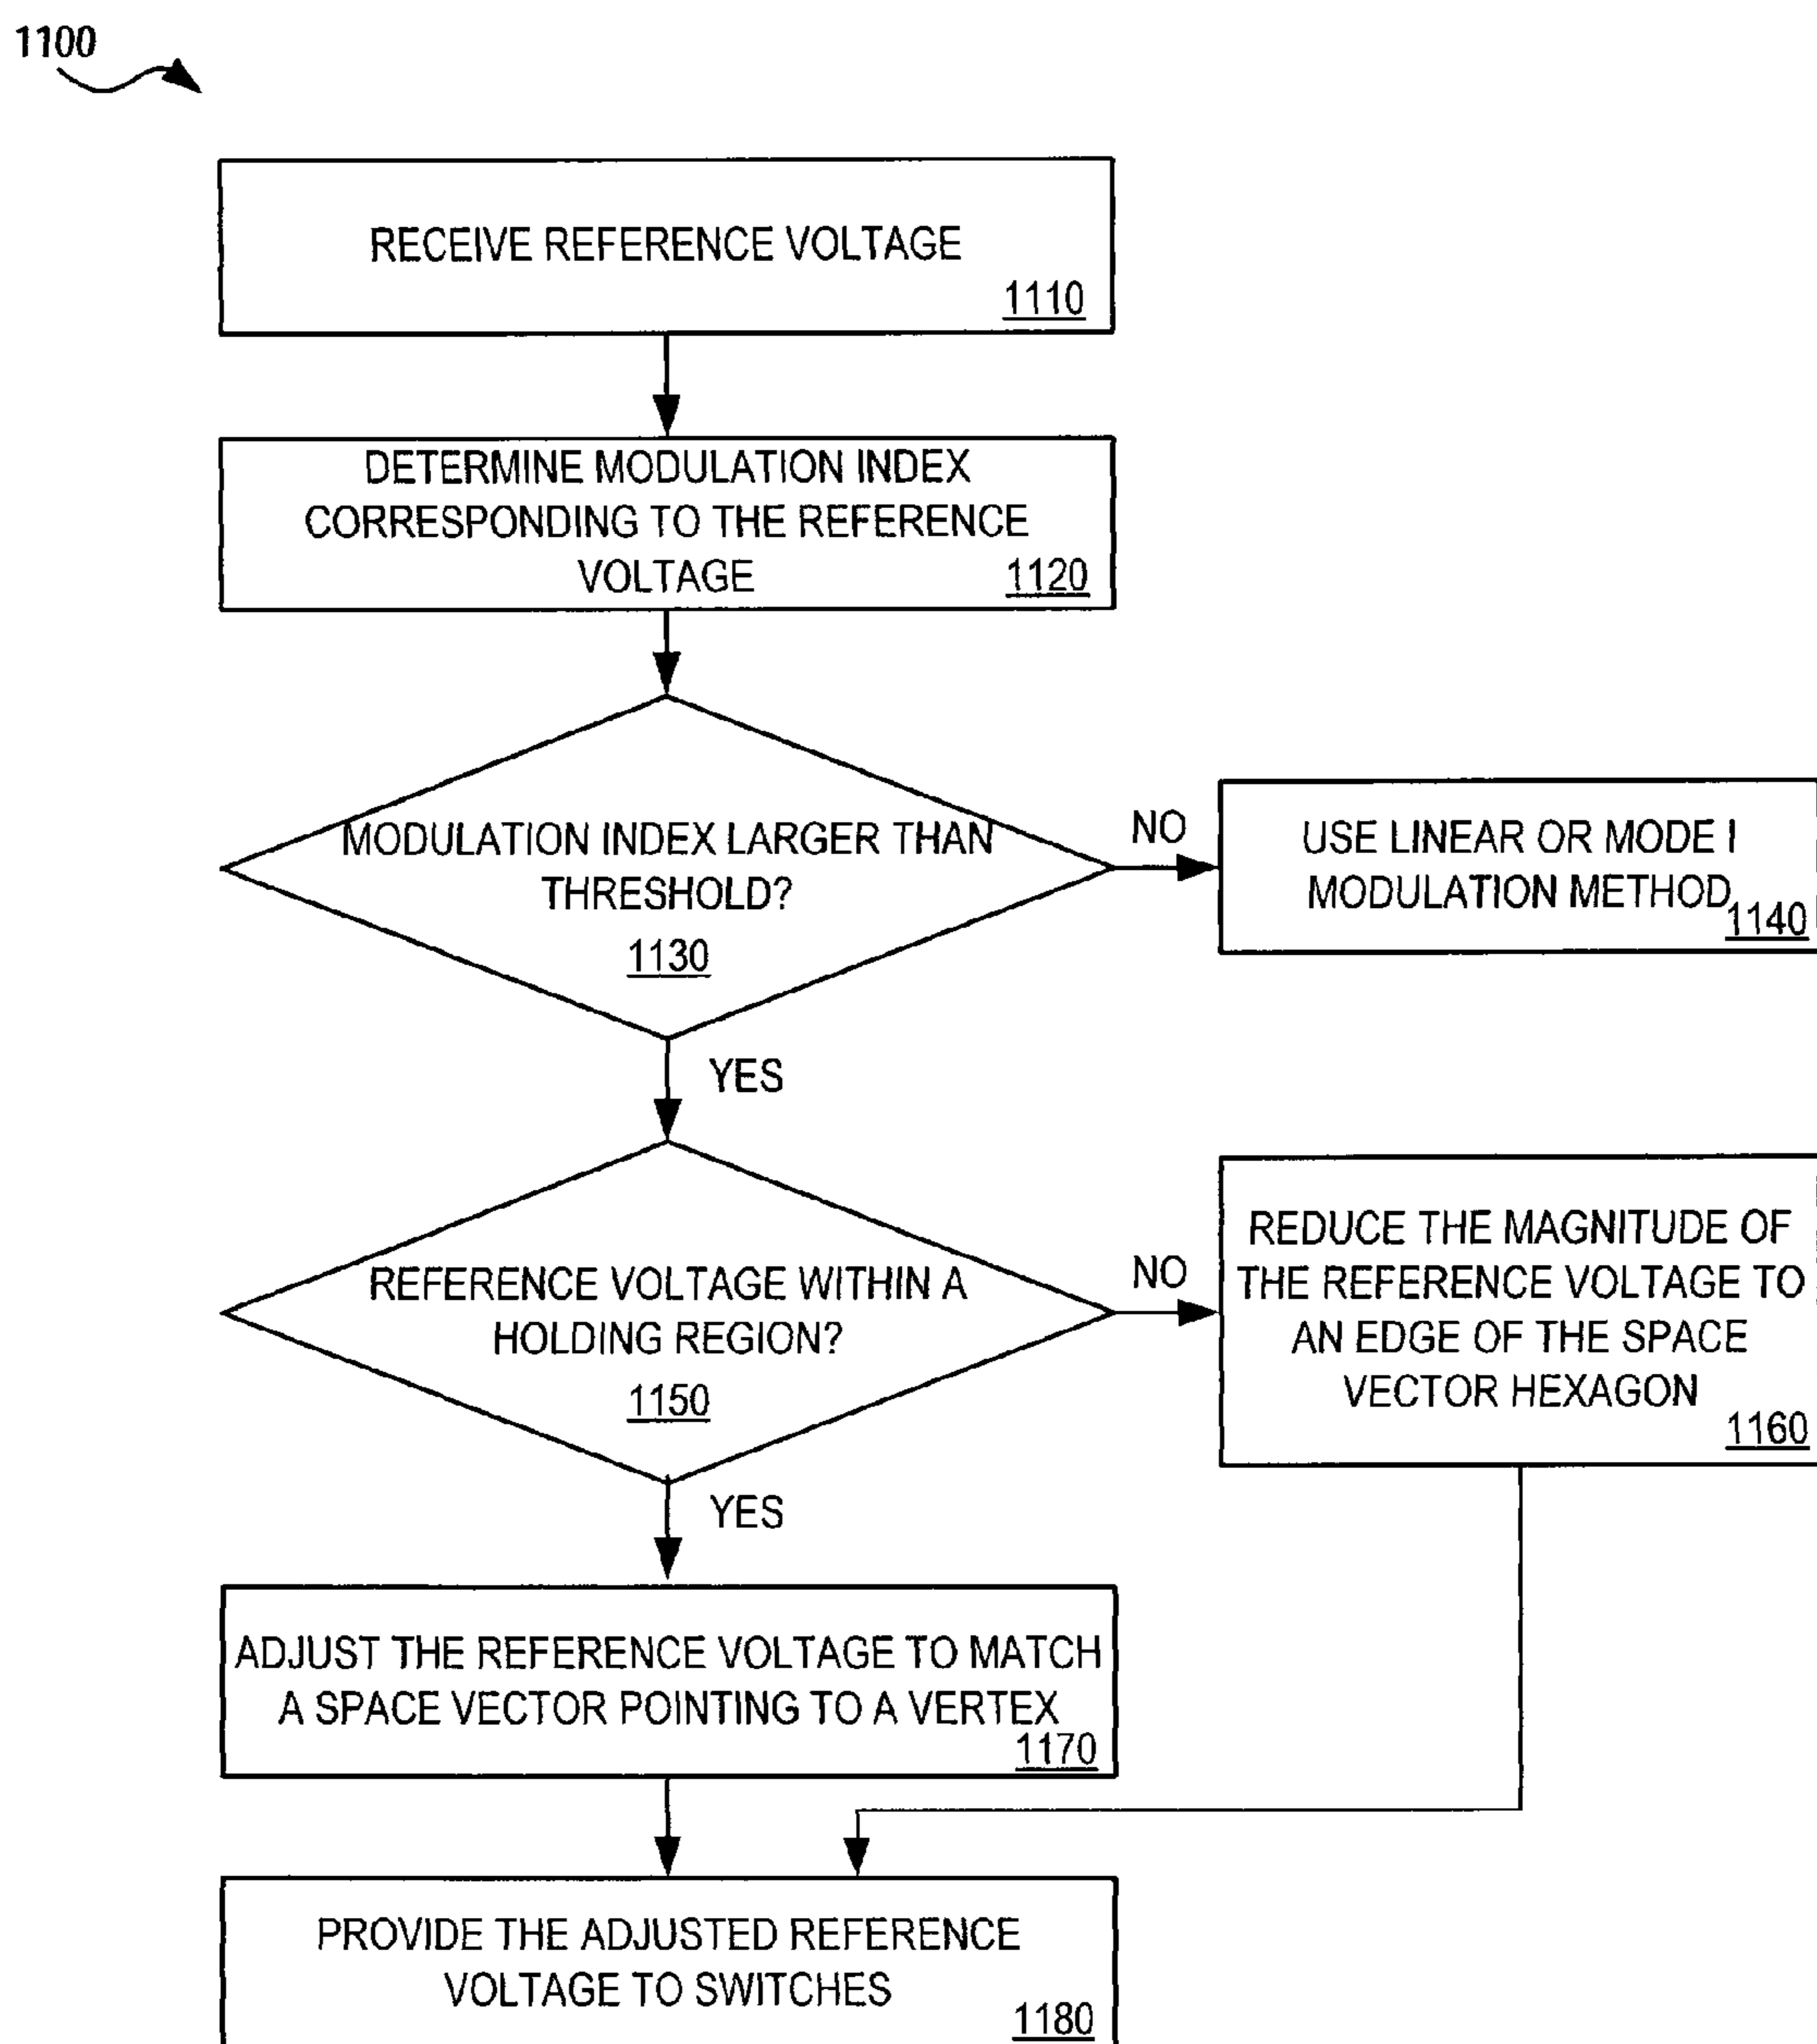 1100
RECEIVE REFERENCE VOLTAGE
1110
DETERMINE MODULATION INDEX
CORRESPONDING TO THE REFERENCE
VOLTAGE
1120
MODULATION INDEX LARGER THAN
THRESHOLD?
1130
NO
USE LINEAR OR MODE I
MODULATION METHOD
1140
YES
REFERENCE VOLTAGE WITHIN A
HOLDING REGION?
1150
NO
REDUCE THE MAGNITUDE OF
THE REFERENCE VOLTAGE TO
AN EDGE OF THE SPACE
VECTOR HEXAGON
1160
YES
ADJUST THE REFERENCE VOLTAGE TO MATCH
A SPACE VECTOR POINTING TO A VERTEX
1170
PROVIDE THE ADJUSTED REFERENCE
VOLTAGE TO SWITCHES
1180